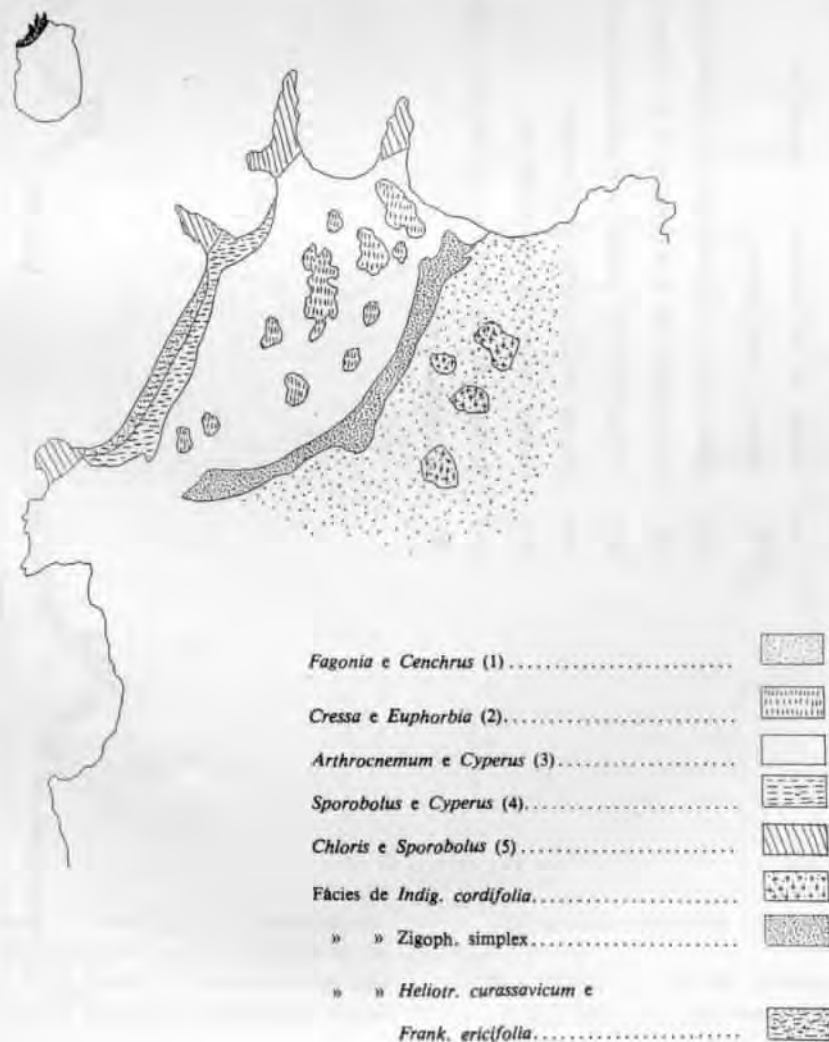 Fagonia e Cenchrus (1)........................
Cressa e Euphorbia (2)........................
Arthrocnemum e Cyperus (3)..................
Sporobolus e Cyperus (4)......................
Chloris e Sporobolus (5).......................
Fácies de Indig. cordifolia.....................
» » Zigoph. simplex......................
» » Heliotr. curassavicum e
Frank. ericifolia.....................